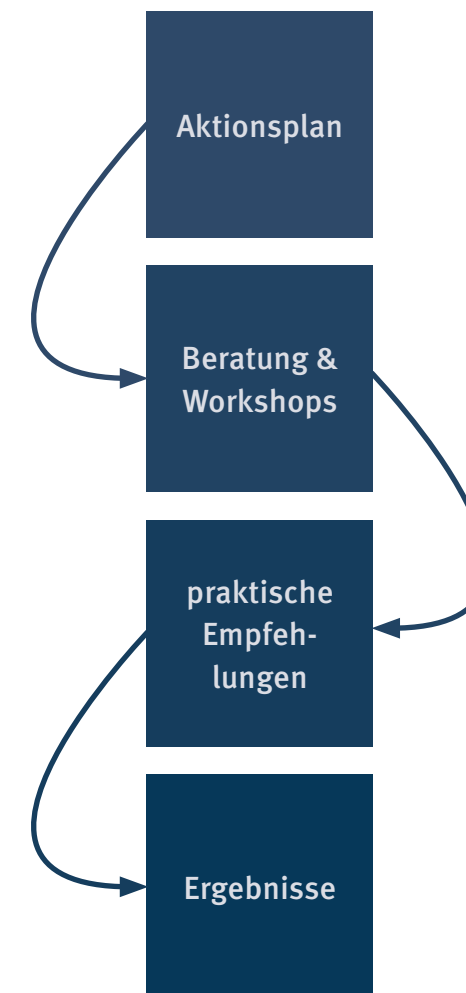 Aktionsplan
Beratung &
Workshops
praktische
Empfeh-
lungen
Ergebnisse